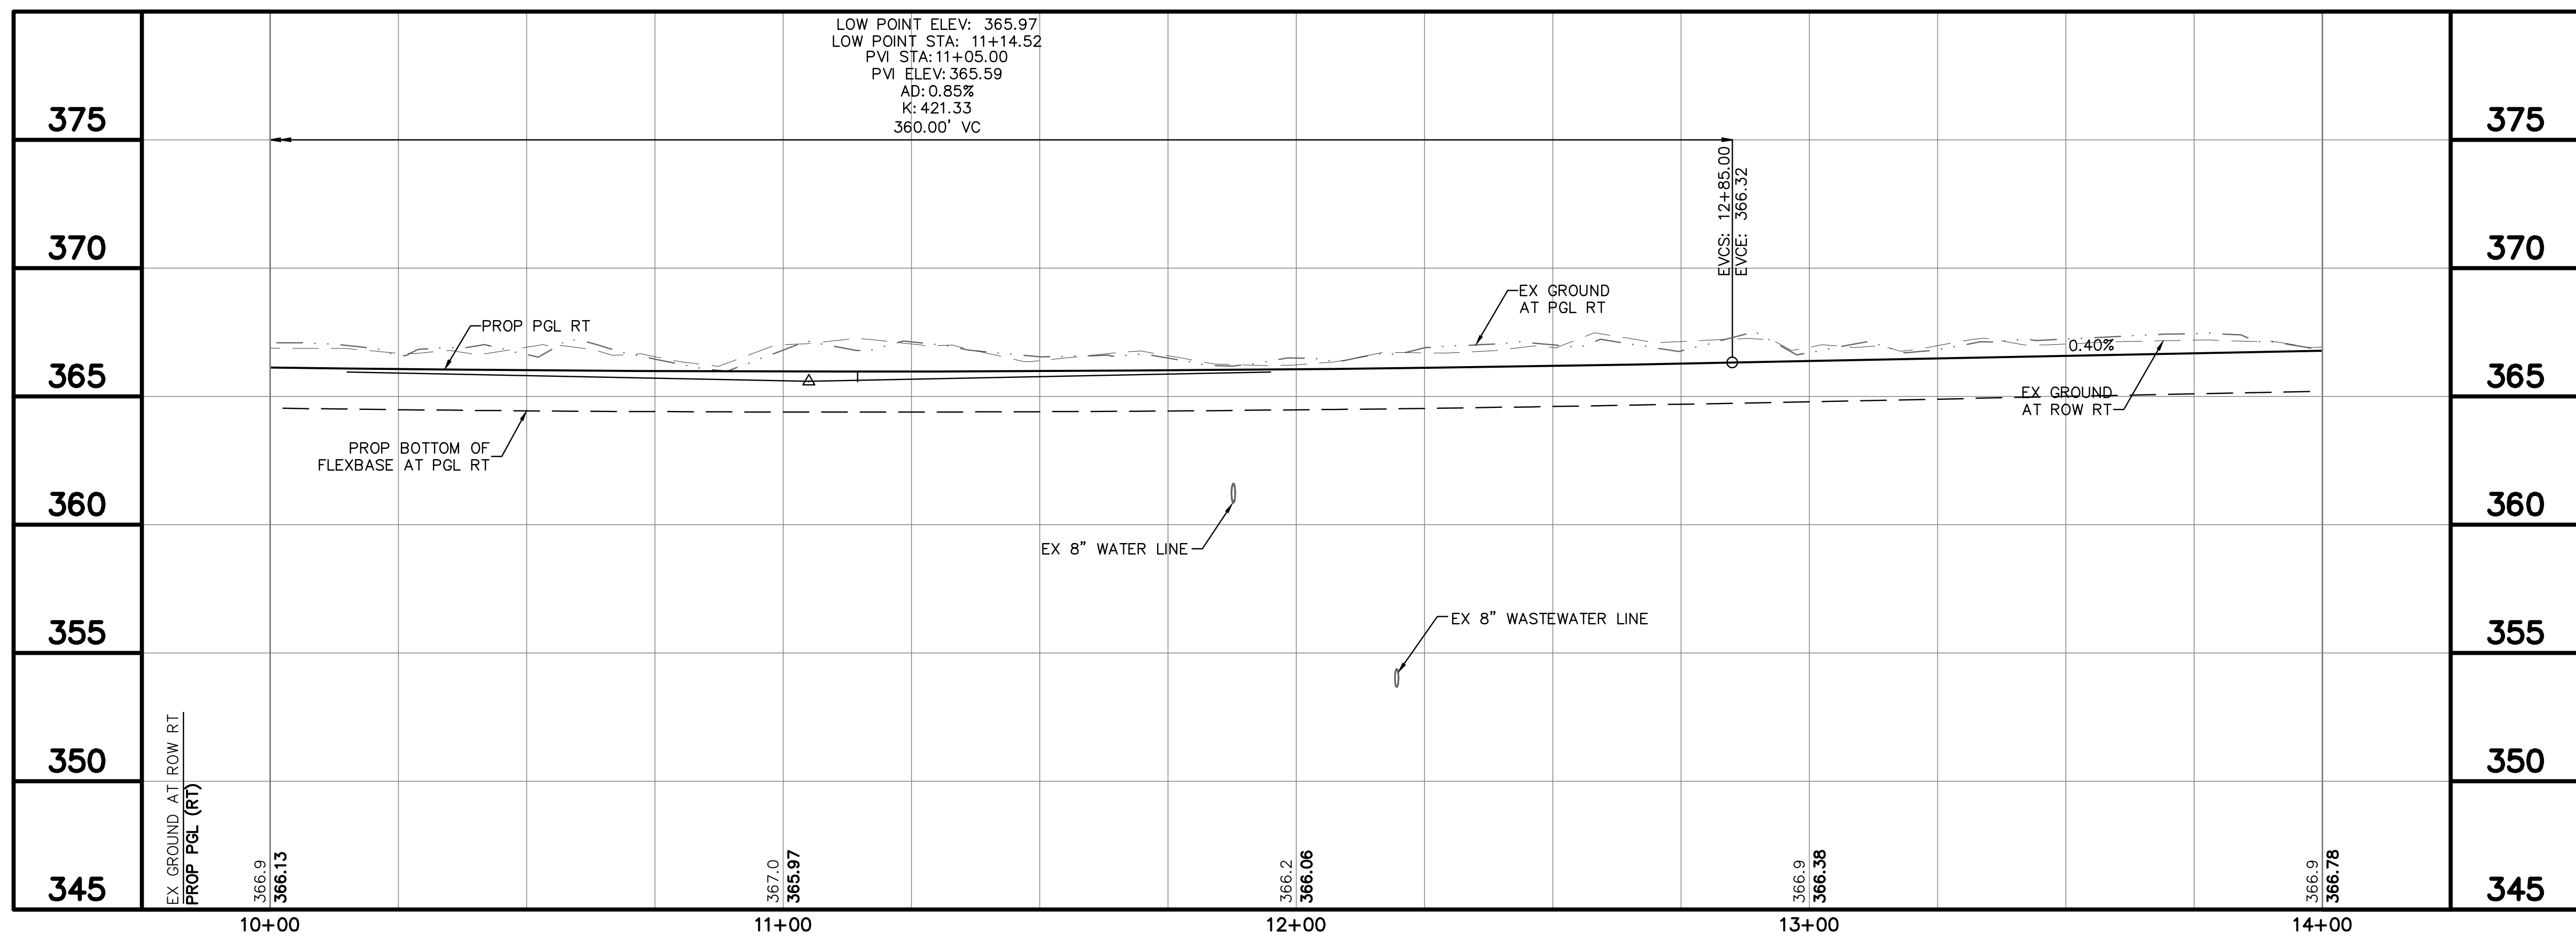 LOW POINT ELEV: 365.97
LOW POINT STA: 11+14.52
PVI STA: 11+05.00
PVI ELEV: 365.59
AD: 0.85%
K: 421.33
360.00' VC
375
375
EVCS: 12+85.00
EVCE: 366.32
370
370
EX GROUND
AT PGL RT
PROP PGL RT
0.40%
365
365
EX GROUND
AT ROW RT
PROP BOTTOM OF
FLEXBASE AT PGL RT
360
360
EX 8" WATER LINE
EX 8" WASTEWATER LINE
355
355
350
350
EX GROUND AT ROW RT
PROP PGL (RT)
366.9
366.13
367.0
365.97
366.2
366.06
366.9
366.38
366.9
366.78
345
345
10+00
11+00
12+00
13+00
14+00